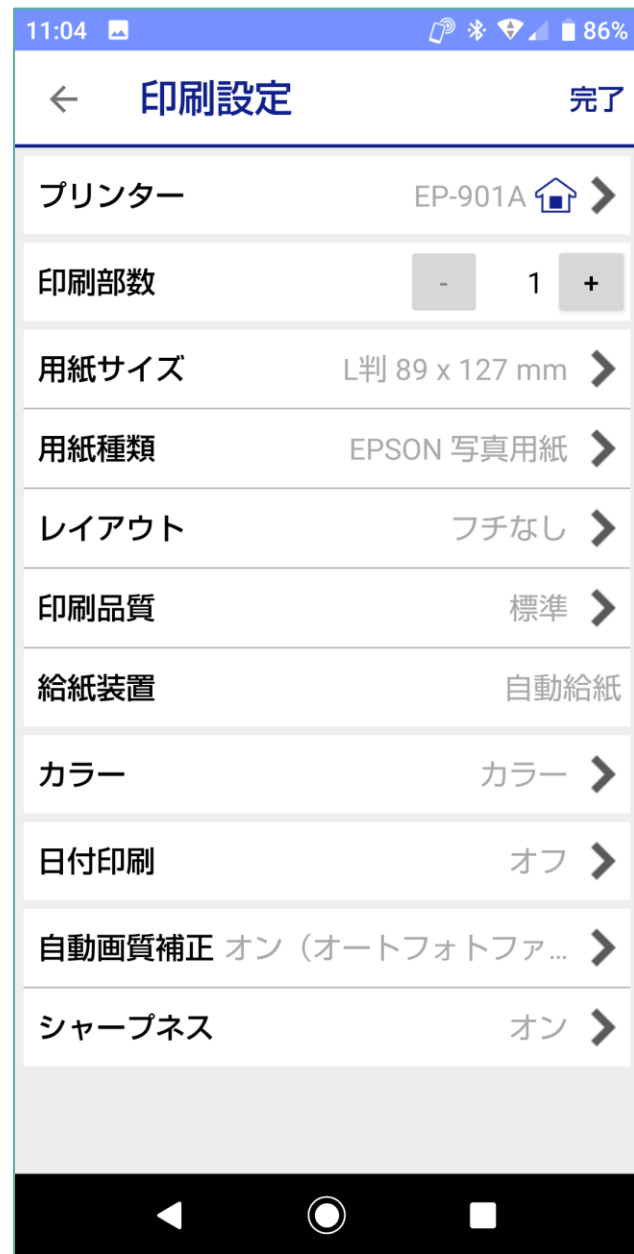 11:04 86%
印刷設定 完了
プリンター EP-901A
印刷部数 - 1 +
用紙サイズ L判 89 x 127 mm
用紙種類 EPSON 写真用紙
レイアウト フチなし
印刷品質 標準
給紙装置 自動給紙
カラー カラー
日付印刷 オフ
自動画質補正 オン（オートフォトファ...
シャープネス オン